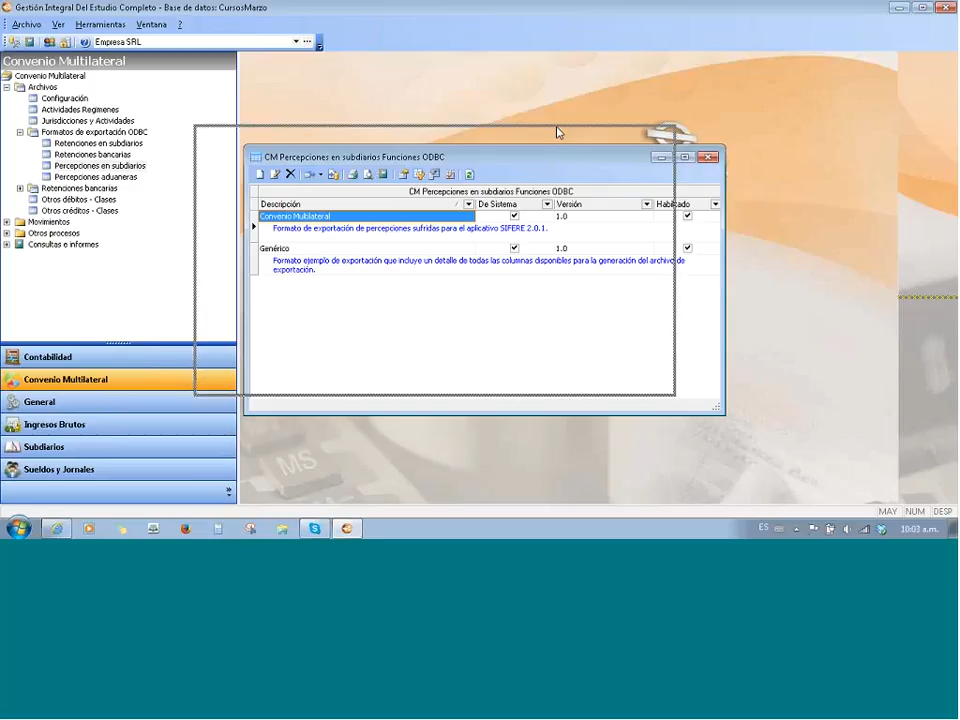 Gestión Integral Del Estudio Completo - Base de datos: CursosMarzo
Archivo Ver Herramientas Ventana ?
Empresa SRL
Convenio Multilateral
Convenio Multilateral
Archivos
Configuración
Actividades Regimenes
Jurisdicciones y Actividades
Formatos de exportación ODBC
Retenciones en subdiarios
Retenciones bancarias
Percepciones en subdiarios
Percepciones aduaneras
Retenciones bancarias
Otros débitos - Clases
Otros créditos - Clases
Movimientos
Otros procesos
Consultas e informes
Contabilidad
Convenio Multilateral
General
Ingresos Brutos
Subdiarios
Sueldos y Jornales
CM Percepciones en subdiarios Funciones ODBC
CM Percepciones en subdiarios Funciones ODBC
Descripción De Sistema Versión Habilitado
Convenio Multilateral 1.0
Formato de exportación de percepciones sufridas para el aplicativo SIFERE 2.0.1.
Genérico 1.0
Formato ejemplo de exportación que incluye un detalle de todas las columnas disponibles para la generación del archivo de
exportación.
MS
MAY NUM DESP
ES 10:03 a.m.